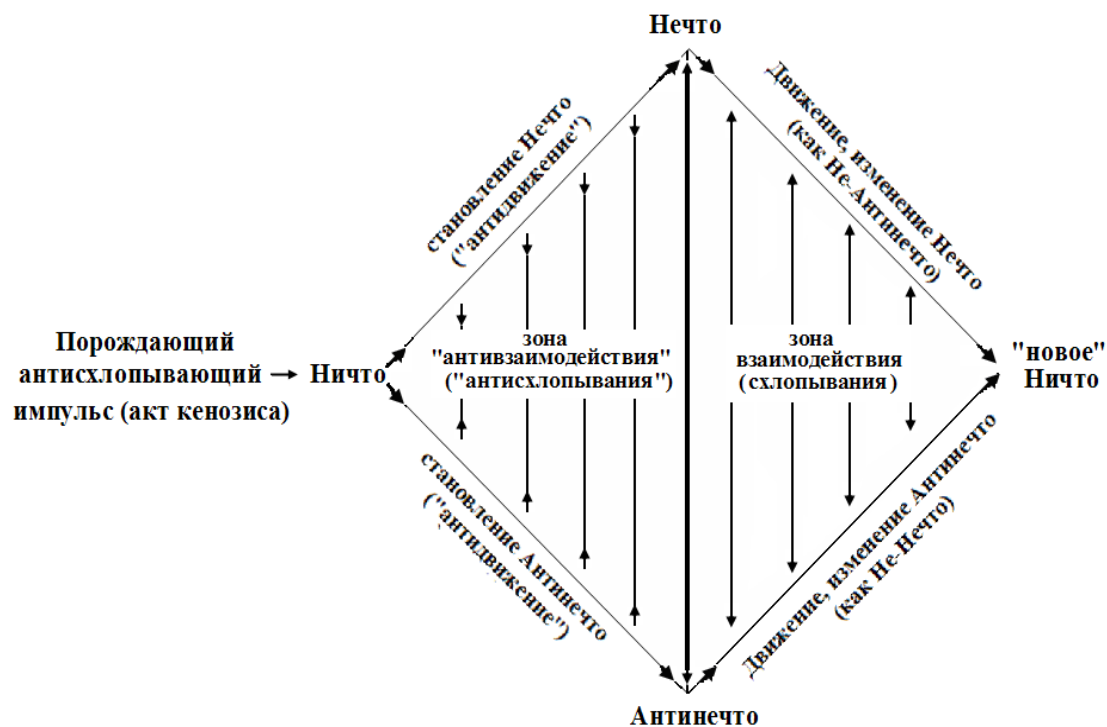 Нечто
становление Нечто
("антидвижение")
Движение, изменение Нечто
(как Не-Антинечто)
Порождающий
антисхлопывающий
импульс (акт кенозиса)
Ничто
зона
"антивзаимодействия"
("антисхлопывания")
зона
взаимодействия
(схлопывания)
"новое"
Ничто
становление Антинечто
("антидвижение")
Движение, изменение Антинечто
(как Не-Нечто)
Антинечто